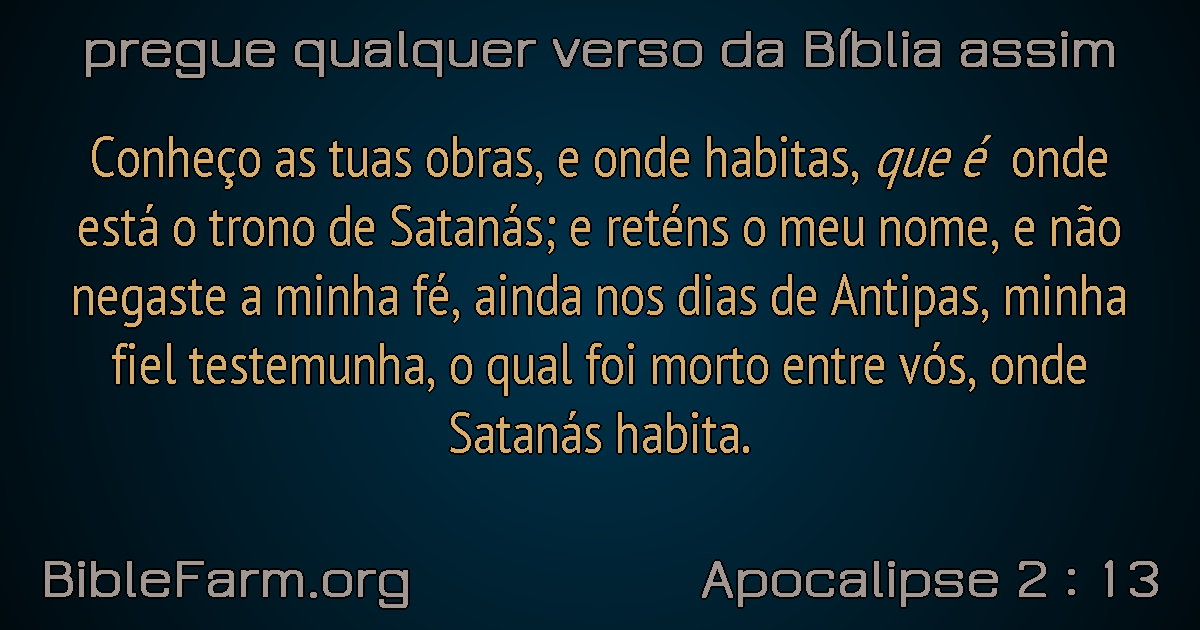 pregue qualquer verso da Bíblia assim
Conheço as tuas obras, e onde habitas, que é onde
está o trono de Satanás; e reténs o meu nome, e não
negaste a minha fé, ainda nos dias de Antipas, minha
fiel testemunha, o qual foi morto entre vós, onde
Satanás habita.
BibleFarm.org
Apocalipse 2 : 13